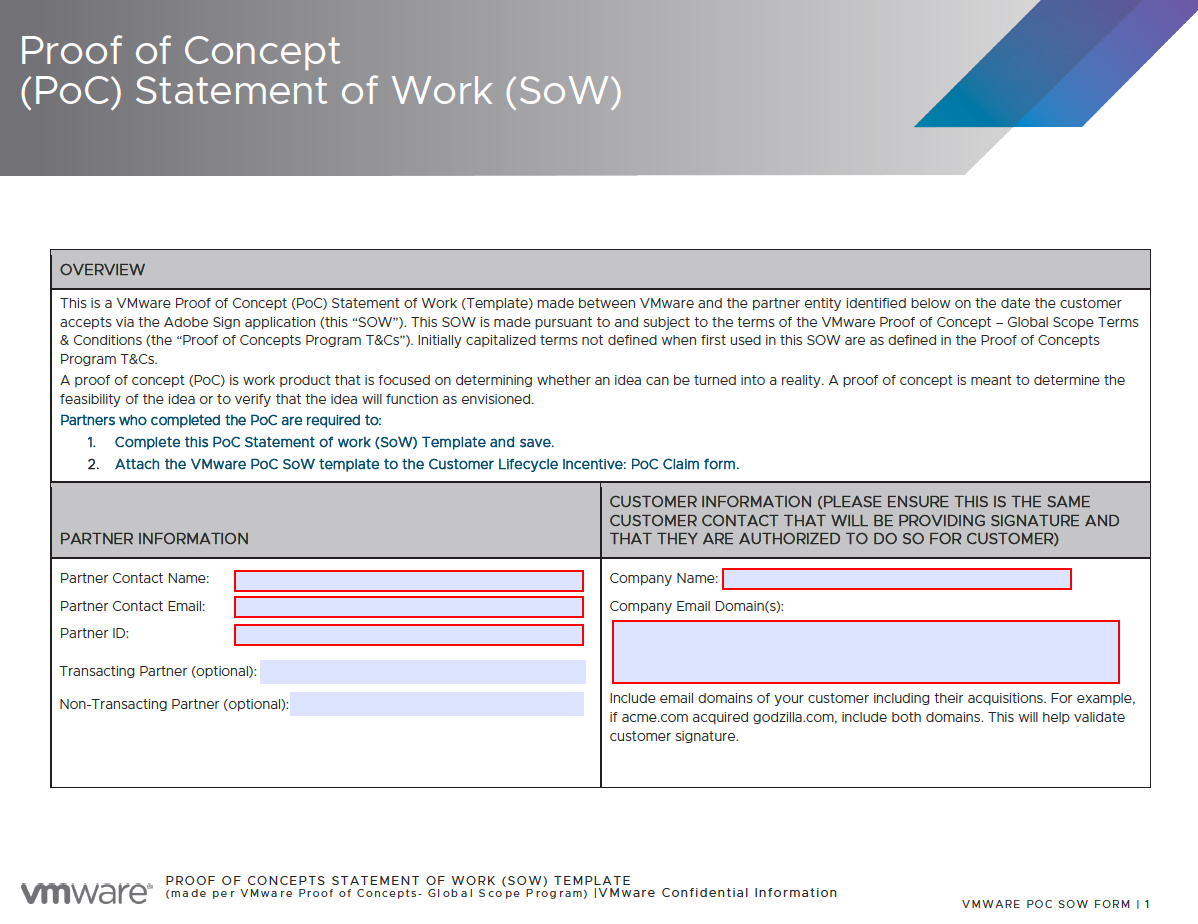 Proof of Concept
(PoC) Statement of Work (SoW)
OVERVIEW
This is a VMware Proof of Concept (PoC) Statement of Work (Template) made between VMware and the partner entity identified below on the date the customer
accepts via the Adobe Sign application (this “SOW”). This SOW is made pursuant to and subject to the terms of the VMware Proof of Concept – Global Scope Terms
& Conditions (the “Proof of Concepts Program T&Cs”). Initially capitalized terms not defined when first used in this SOW are as defined in the Proof of Concepts
Program T&Cs.
A proof of concept (PoC) is work product that is focused on determining whether an idea can be turned into a reality. A proof of concept is meant to determine the
feasibility of the idea or to verify that the idea will function as envisioned.
Partners who completed the PoC are required to:
1. Complete this PoC Statement of work (SoW) Template and save.
2. Attach the VMware PoC SoW template to the Customer Lifecycle Incentive: PoC Claim form.
PARTNER INFORMATION
CUSTOMER INFORMATION (PLEASE ENSURE THIS IS THE SAME
CUSTOMER CONTACT THAT WILL BE PROVIDING SIGNATURE AND
THAT THEY ARE AUTHORIZED TO DO SO FOR CUSTOMER)
Partner Contact Name:
Partner Contact Email:
Partner ID:
Transacting Partner (optional):
Non-Transacting Partner (optional):
Company Name:
Company Email Domain(s):
Include email domains of your customer including their acquisitions. For example,
if acme.com acquired godzilla.com, include both domains. This will help validate
customer signature.
vmware®
PROOF OF CONCEPTS STATEMENT OF WORK (SOW) TEMPLATE
(made per VMware Proof of Concepts- Global Scope Program) |VMware Confidential Information
VMWARE POC SOW FORM | 1